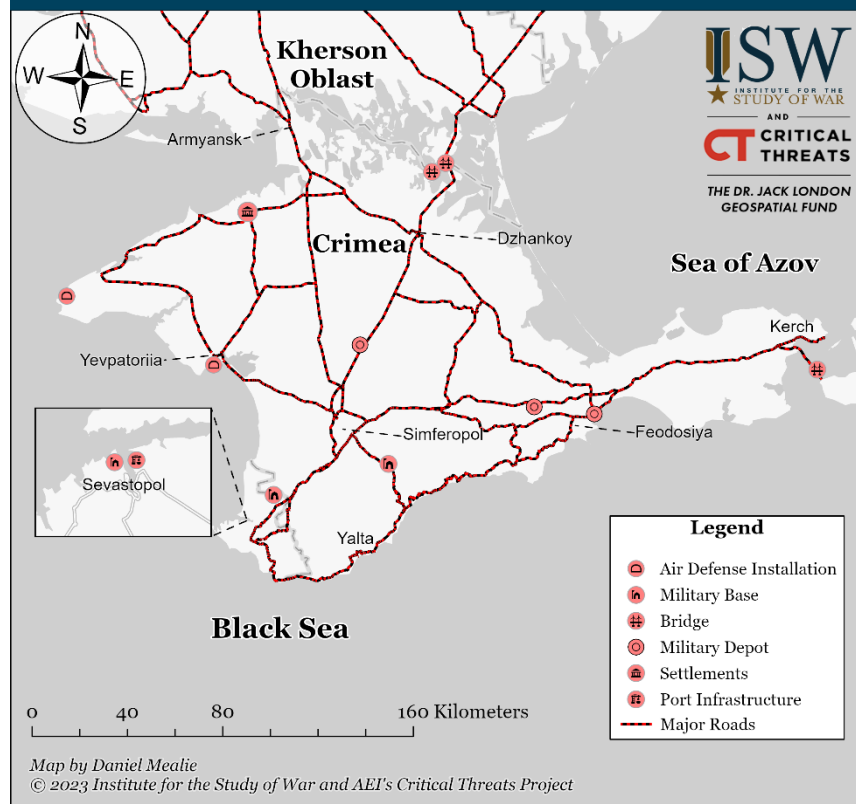 N
W
E
S
Kherson
Oblast
ISW
INSTITUTE FOR THE
STUDY OF WAR
AND
CT CRITICAL
THREATS
THE DR. JACK LONDON
GEOSPATIAL FUND
Armyansk
Crimea
Dzhankoy
Sea of Azov
Kerch
Yevpatoriia
Simferopol
Feodosiya
Sevastopol
Yalta
Black Sea
Legend
Air Defense Installation
Military Base
Bridge
Military Depot
Settlements
Port Infrastructure
Major Roads
0 40 80 160 Kilometers
Map by Daniel Mealie
© 2023 Institute for the Study of War and AEI's Critical Threats Project